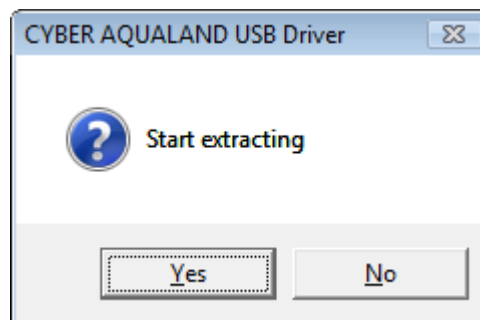 CYBER AQUALAND USB Driver
Start extracting
Yes
No